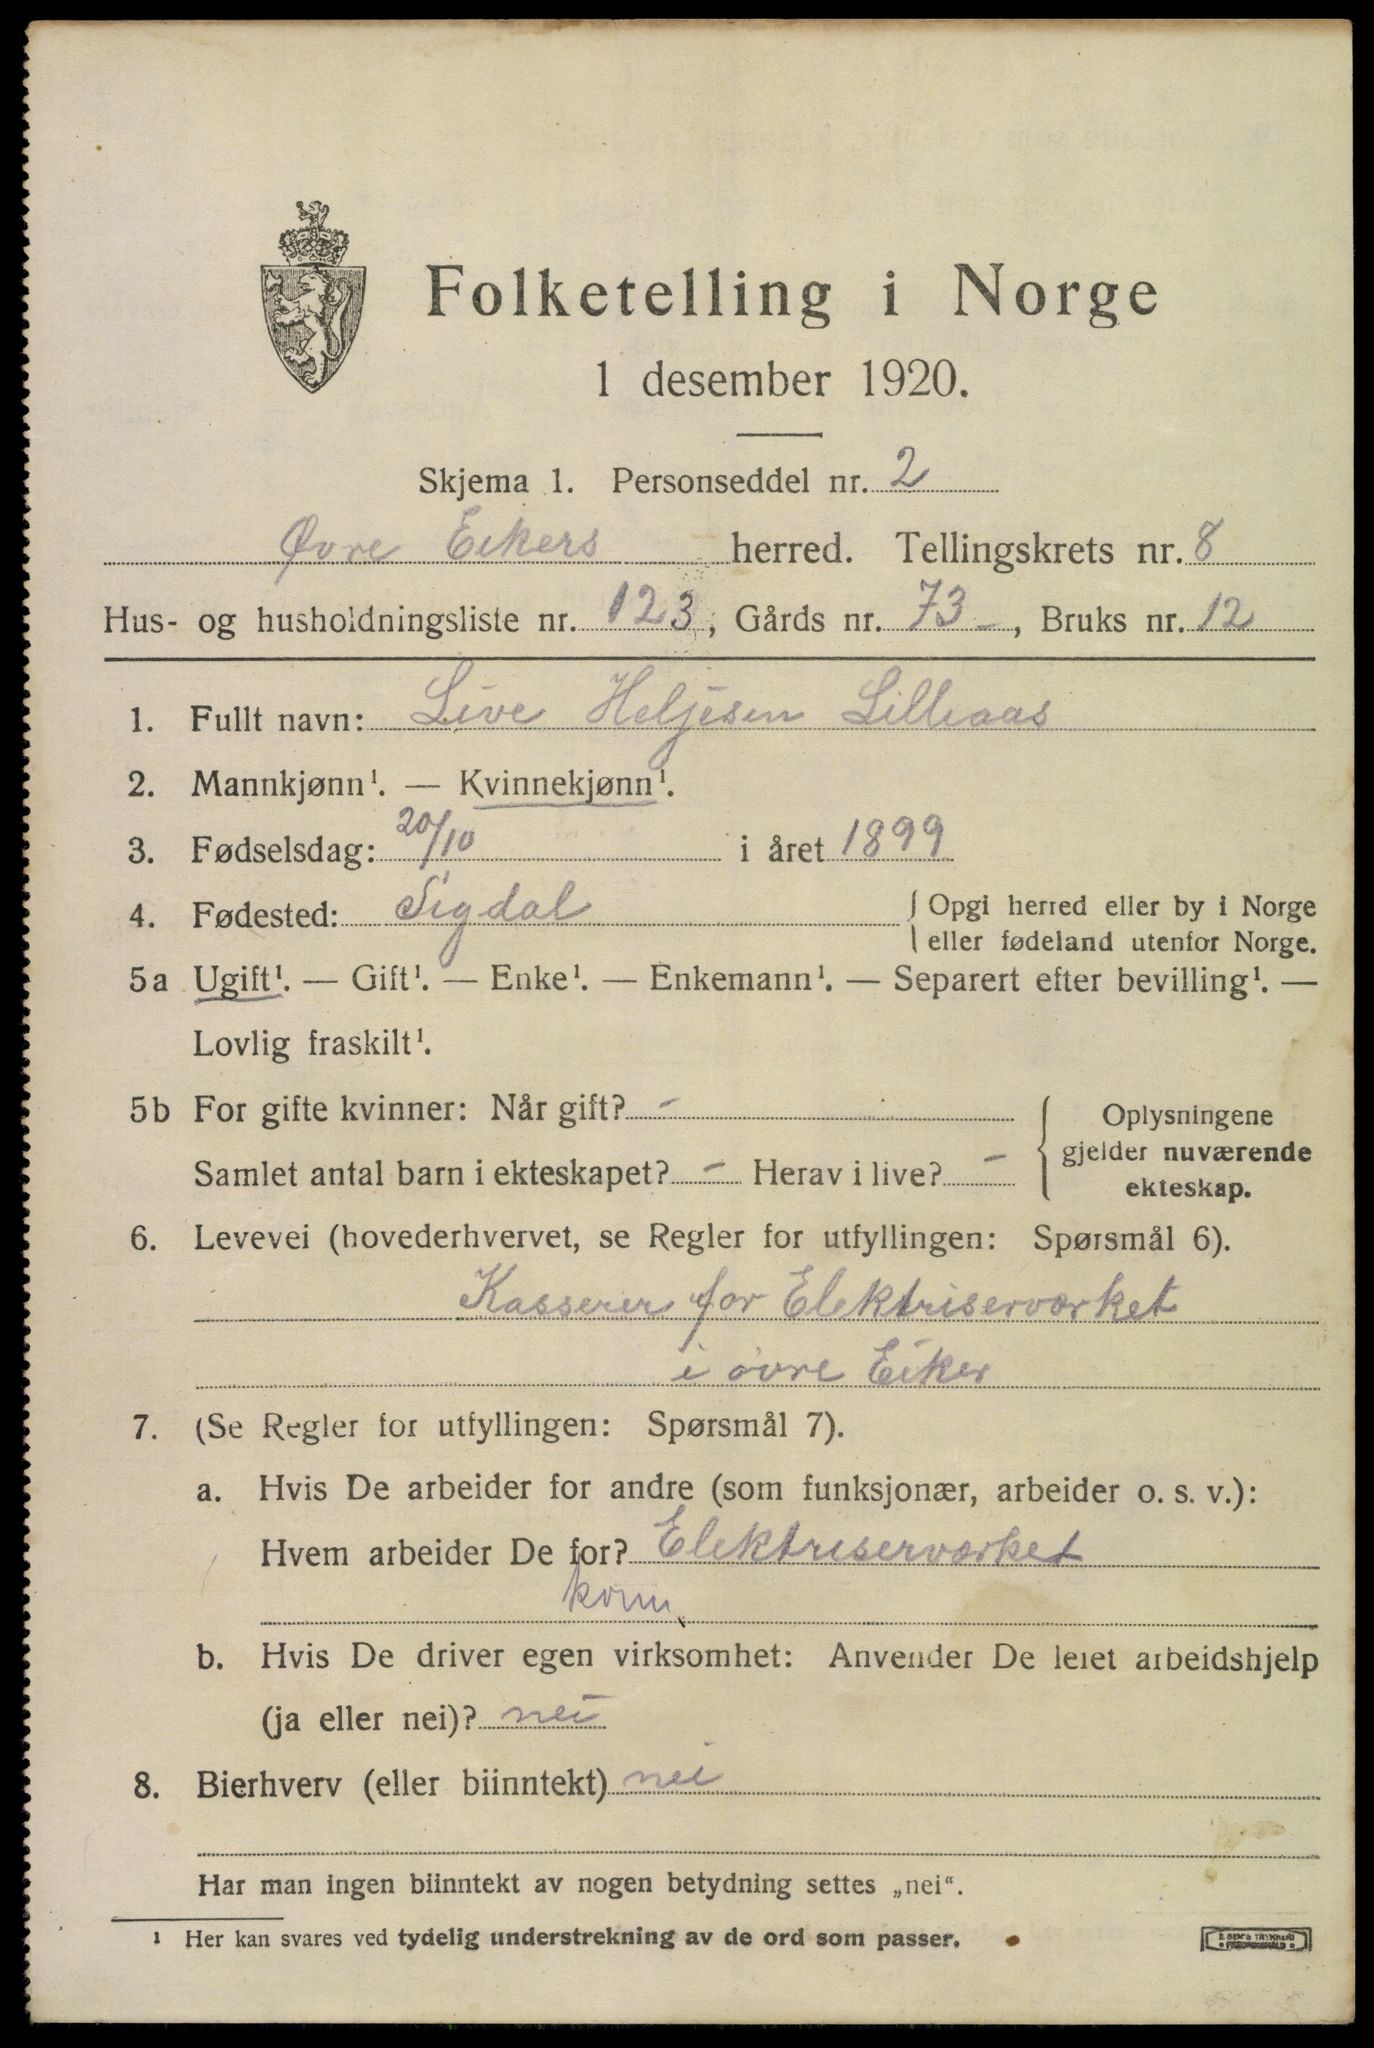 Folketelling i Norge
1 desember 1920.
Skjema 1. Personseddel nr. 2
Øvre Eikers herred. Tellingskrets nr. 8
Hus- og husholdningsliste nr. 123, Gårds nr. 73 -, Bruks nr. 12
1. Fullt navn: Live Heljesen Lilleaas
2. Mannkjønn¹. — Kvinnekjønn¹.
3. Fødselsdag: 20/10 i året 1899
4. Fødested: Sigdal { Opgi herred eller by i Norge
eller fødeland utenfor Norge.
5a Ugift¹. — Gift¹. — Enke¹. — Enkemann¹. — Separert efter bevilling¹. —
Lovlig fraskilt¹.
5b For gifte kvinner: Når gift? -
Samlet antal barn i ekteskapet? - Herav i live? -
{ Oplysningene
gjelder nuværende
ekteskap.
6. Levevei (hovederhvervet, se Regler for utfyllingen: Spørsmål 6).
Kasserer for Elektriserværket
i øvre Eiker
7. (Se Regler for utfyllingen: Spørsmål 7).
a. Hvis De arbeider for andre (som funksjonær, arbeider o. s. v.):
Hvem arbeider De for? Elektriserværket
kom
b. Hvis De driver egen virksomhet: Anvender De leiet arbeidshjelp
(ja eller nei)? nei
8. Bierhverv (eller biinntekt) nei
Har man ingen biinntekt av nogen betydning settes „nei“.
¹ Her kan svares ved tydelig understrekning av de ord som passer.